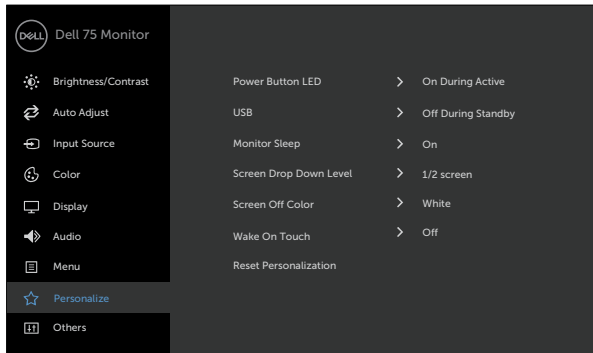 DELL Dell 75 Monitor
Brightness/Contrast Power Button LED > On During Active
Auto Adjust USB > Off During Standby
Input Source Monitor Sleep > On
Color Screen Drop Down Level > 1/2 screen
Display Screen Off Color > White
Audio Wake On Touch > Off
Menu Reset Personalization
Personalize
Others